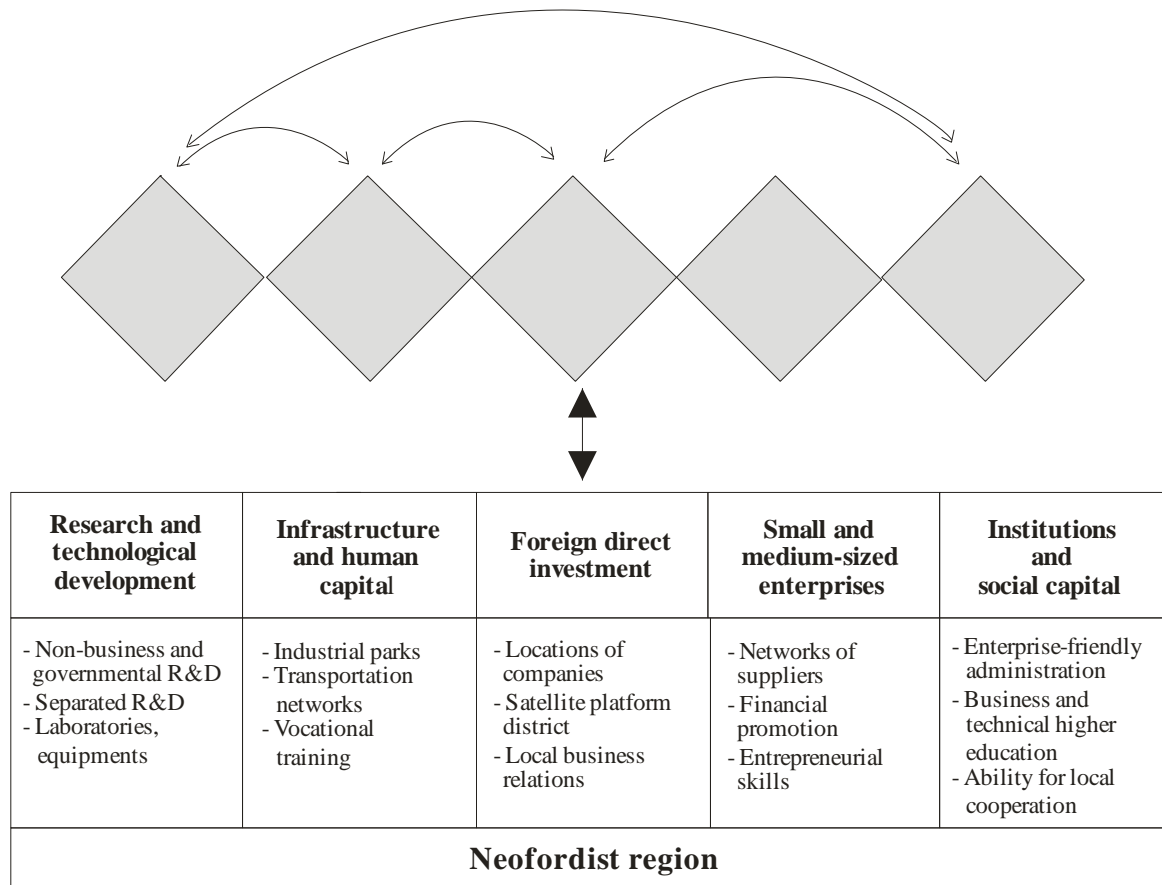 Research and
technological
development
Infrastructure
and human
capital
Foreign direct
investment
Small and
medium-sized
enterprises
Institutions
and
social capital
- Non-business and
governmental R&D
- Separated R&D
- Laboratories,
equipments
- Industrial parks
- Transportation
networks
- Vocational
training
- Locations of
companies
- Satellite platform
district
- Local business
relations
- Networks of
suppliers
- Financial
promotion
- Entrepreneurial
skills
- Enterprise-friendly
administration
- Business and
technical higher
education
- Ability for local
cooperation
Neofordist region